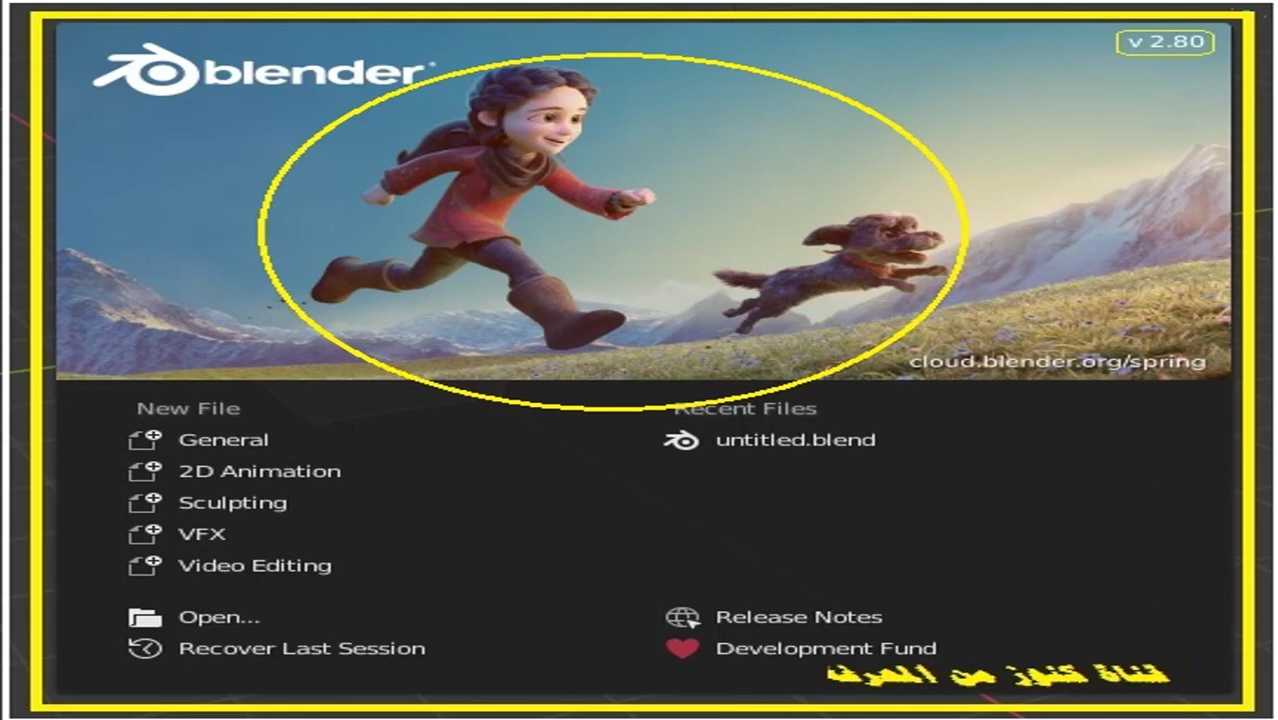 blender
v 2.80
cloud.blender.org/spring
New File
General
2D Animation
Sculpting
VFX
Video Editing
Open...
Recover Last Session
Recent Files
untitled.blend
Release Notes
Development Fund
قناة كنوز من المعرفه